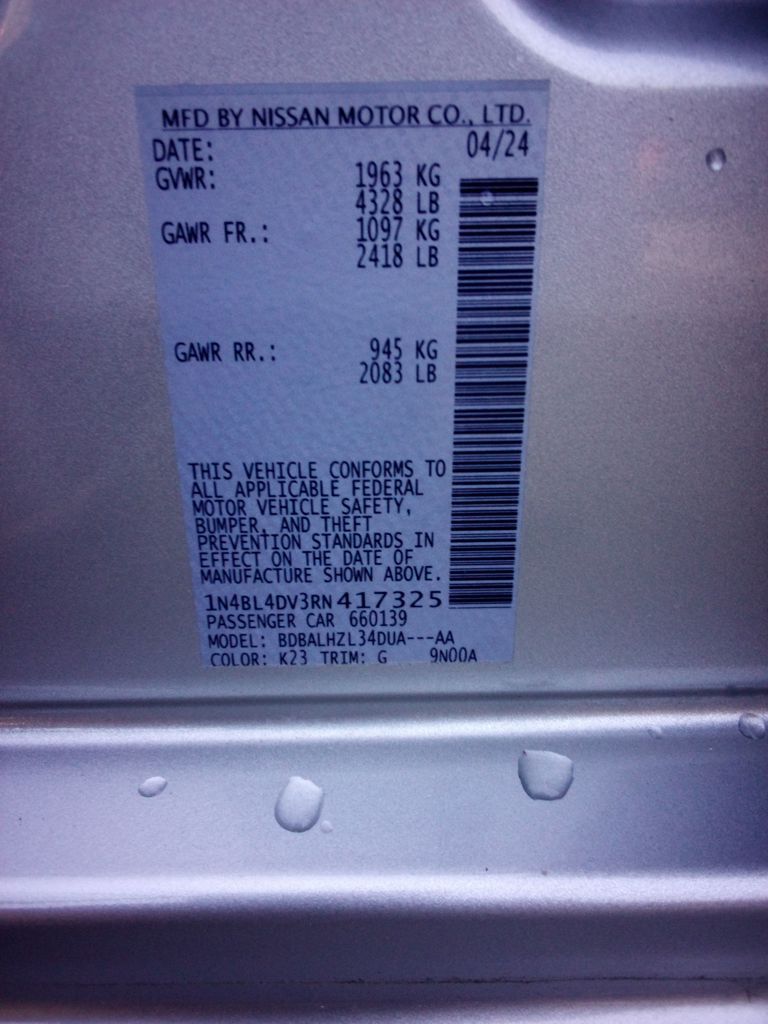 MFD BY NISSAN MOTOR CO., LTD.
DATE: 04/24
GVWR: 1963 KG
4328 LB
GAWR FR.: 1097 KG
2418 LB
GAWR RR.: 945 KG
2083 LB
THIS VEHICLE CONFORMS TO
ALL APPLICABLE FEDERAL
MOTOR VEHICLE SAFETY,
BUMPER, AND THEFT
PREVENTION STANDARDS IN
EFFECT ON THE DATE OF
MANUFACTURE SHOWN ABOVE.
1N4BL4DV3RN417325
PASSENGER CAR 660139
MODEL: BDBALHZL34DUA---AA
COLOR: K23 TRIM: G 9N00A